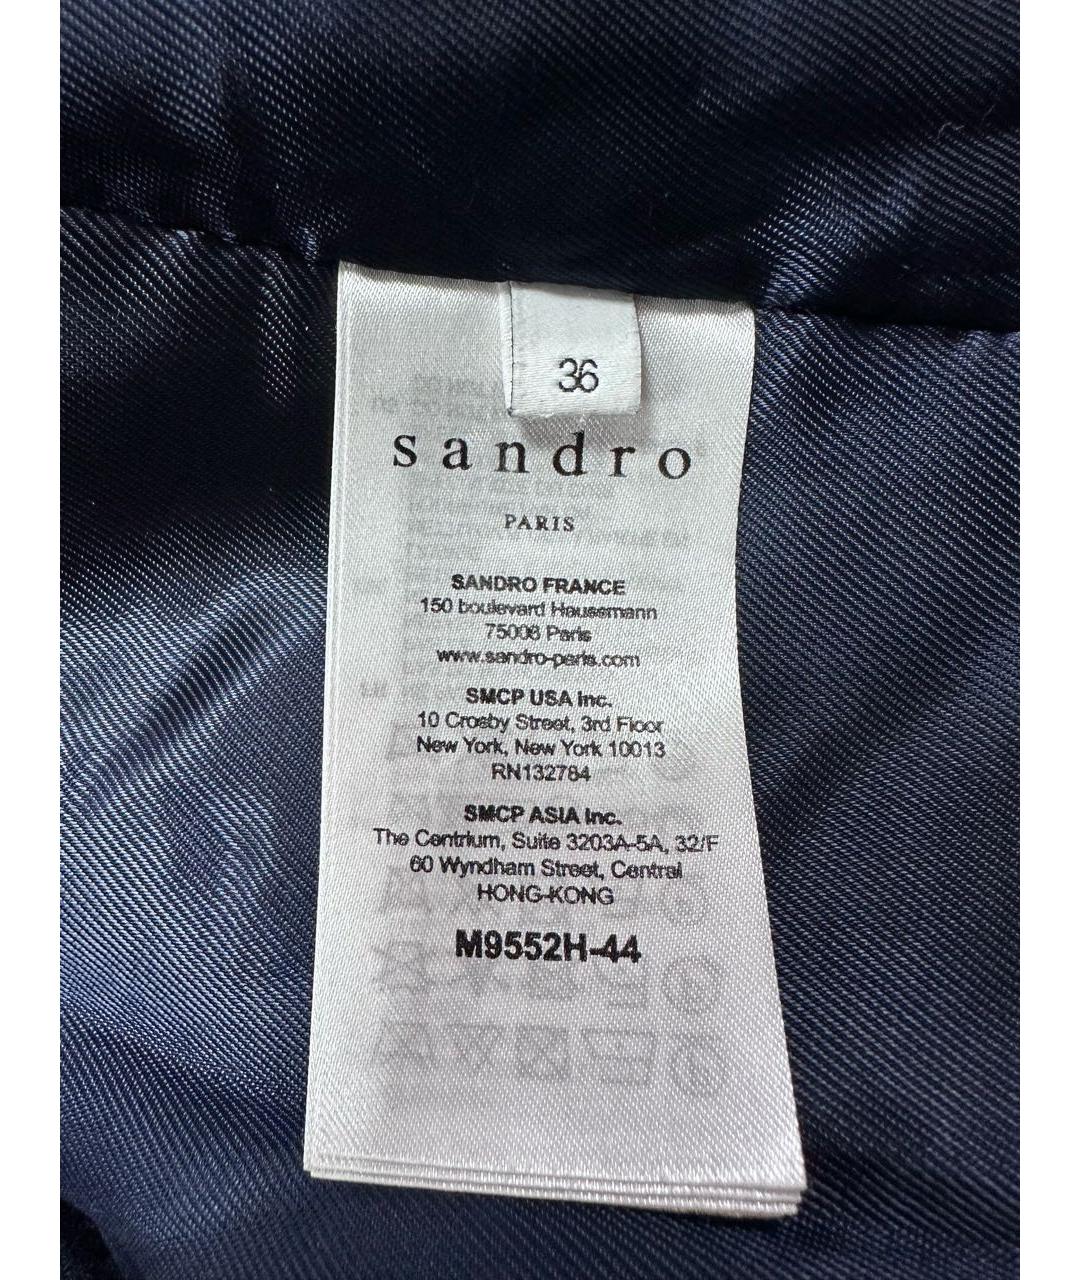 36
sandro
PARIS
SANDRO FRANCE
150 boulevard Haussmann
75008 Paris
www.sandro-paris.com
SMCP USA Inc.
10 Crosby Street, 3rd Floor
New York, New York 10013
RN132784
SMCP ASIA Inc.
The Centrium, Suite 3203A-5A, 32/F
60 Wyndham Street, Central
HONG-KONG
M9552H-44